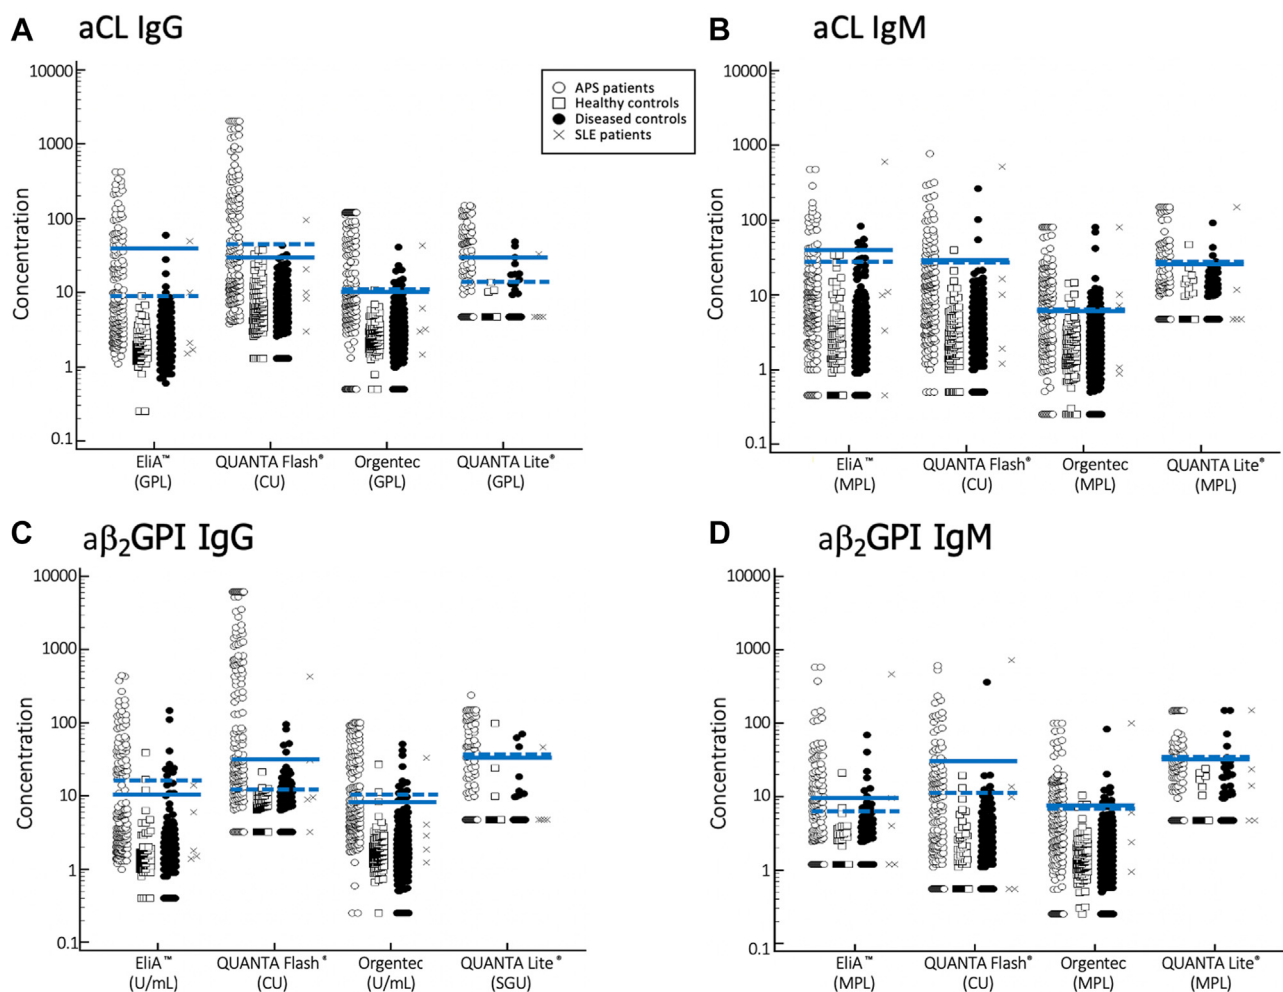 A aCL IgG
10000
1000
100
10
1
0.1
Concentration
EliA™ QUANTA Flash® Orgentec QUANTA Lite®
(GPL) (CU) (GPL) (GPL)
APS patients
Healthy controls
Diseased controls
SLE patients
B aCL IgM
10000
1000
100
10
1
0.1
Concentration
EliA™ QUANTA Flash® Orgentec QUANTA Lite®
(MPL) (CU) (MPL) (MPL)
C aβ₂GPI IgG
10000
1000
100
10
1
0.1
Concentration
EliA™ QUANTA Flash® Orgentec QUANTA Lite®
(U/mL) (CU) (U/mL) (SGU)
D aβ₂GPI IgM
10000
1000
100
10
1
0.1
Concentration
EliA™ QUANTA Flash® Orgentec QUANTA Lite®
(MPL) (CU) (MPL) (MPL)